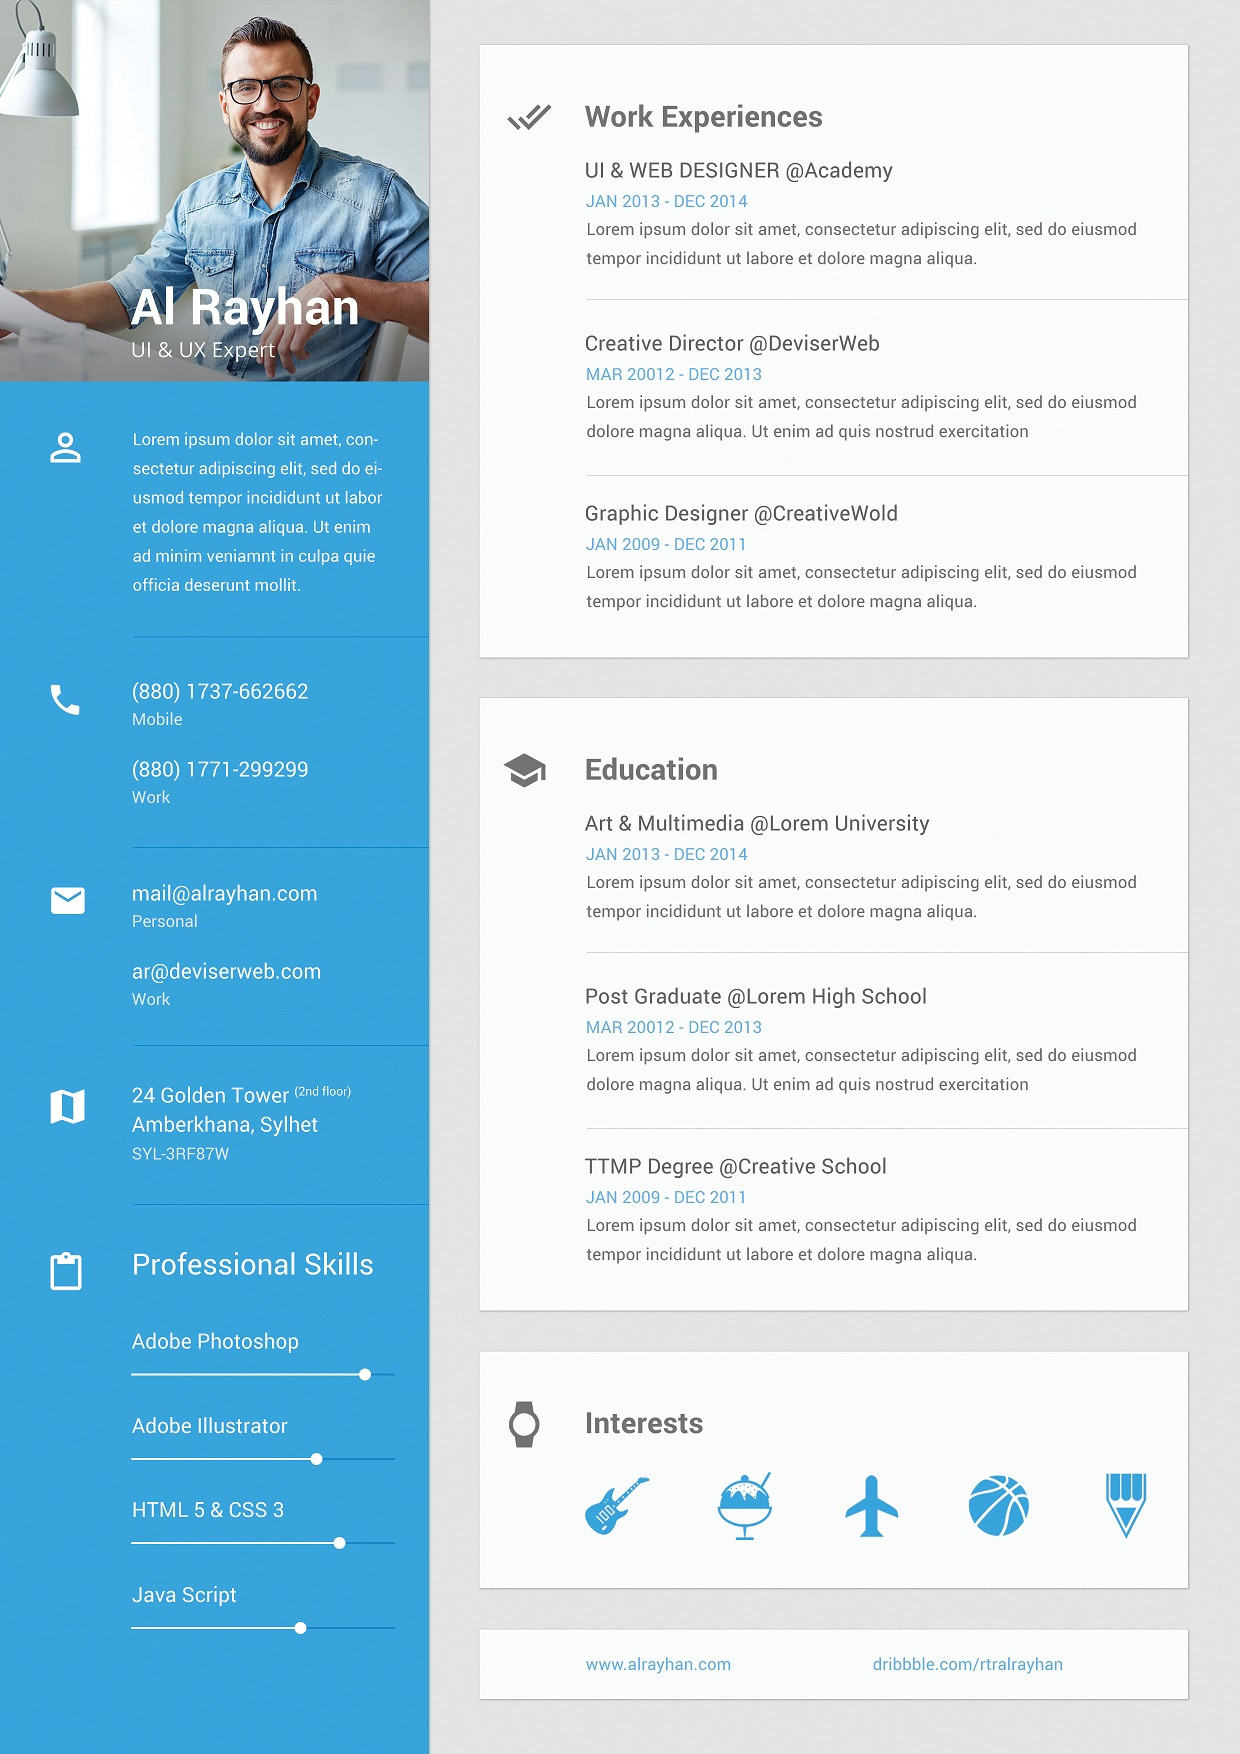 Al Rayhan
UI & UX Expert
Lorem ipsum dolor sit amet, con-
sectetur adipiscing elit, sed do ei-
usmod tempor incididunt ut labor
et dolore magna aliqua. Ut enim
ad minim veniamnt in culpa quie
officia deserunt mollit.
(880) 1737-662662
Mobile
(880) 1771-299299
Work
mail@alrayhan.com
Personal
ar@deviserweb.com
Work
24 Golden Tower (2nd floor)
Amberkhana, Sylhet
SYL-3RF87W
Professional Skills
Adobe Photoshop
Adobe Illustrator
HTML 5 & CSS 3
Java Script
Work Experiences
UI & WEB DESIGNER @Academy
JAN 2013 - DEC 2014
Lorem ipsum dolor sit amet, consectetur adipiscing elit, sed do eiusmod
tempor incididunt ut labore et dolore magna aliqua.
Creative Director @DeviserWeb
MAR 20012 - DEC 2013
Lorem ipsum dolor sit amet, consectetur adipiscing elit, sed do eiusmod
dolore magna aliqua. Ut enim ad quis nostrud exercitation
Graphic Designer @CreativeWold
JAN 2009 - DEC 2011
Lorem ipsum dolor sit amet, consectetur adipiscing elit, sed do eiusmod
tempor incididunt ut labore et dolore magna aliqua.
Education
Art & Multimedia @Lorem University
JAN 2013 - DEC 2014
Lorem ipsum dolor sit amet, consectetur adipiscing elit, sed do eiusmod
tempor incididunt ut labore et dolore magna aliqua.
Post Graduate @Lorem High School
MAR 20012 - DEC 2013
Lorem ipsum dolor sit amet, consectetur adipiscing elit, sed do eiusmod
dolore magna aliqua. Ut enim ad quis nostrud exercitation
TTMP Degree @Creative School
JAN 2009 - DEC 2011
Lorem ipsum dolor sit amet, consectetur adipiscing elit, sed do eiusmod
tempor incididunt ut labore et dolore magna aliqua.
Interests
www.alrayhan.com
dribbble.com/rtralrayhan